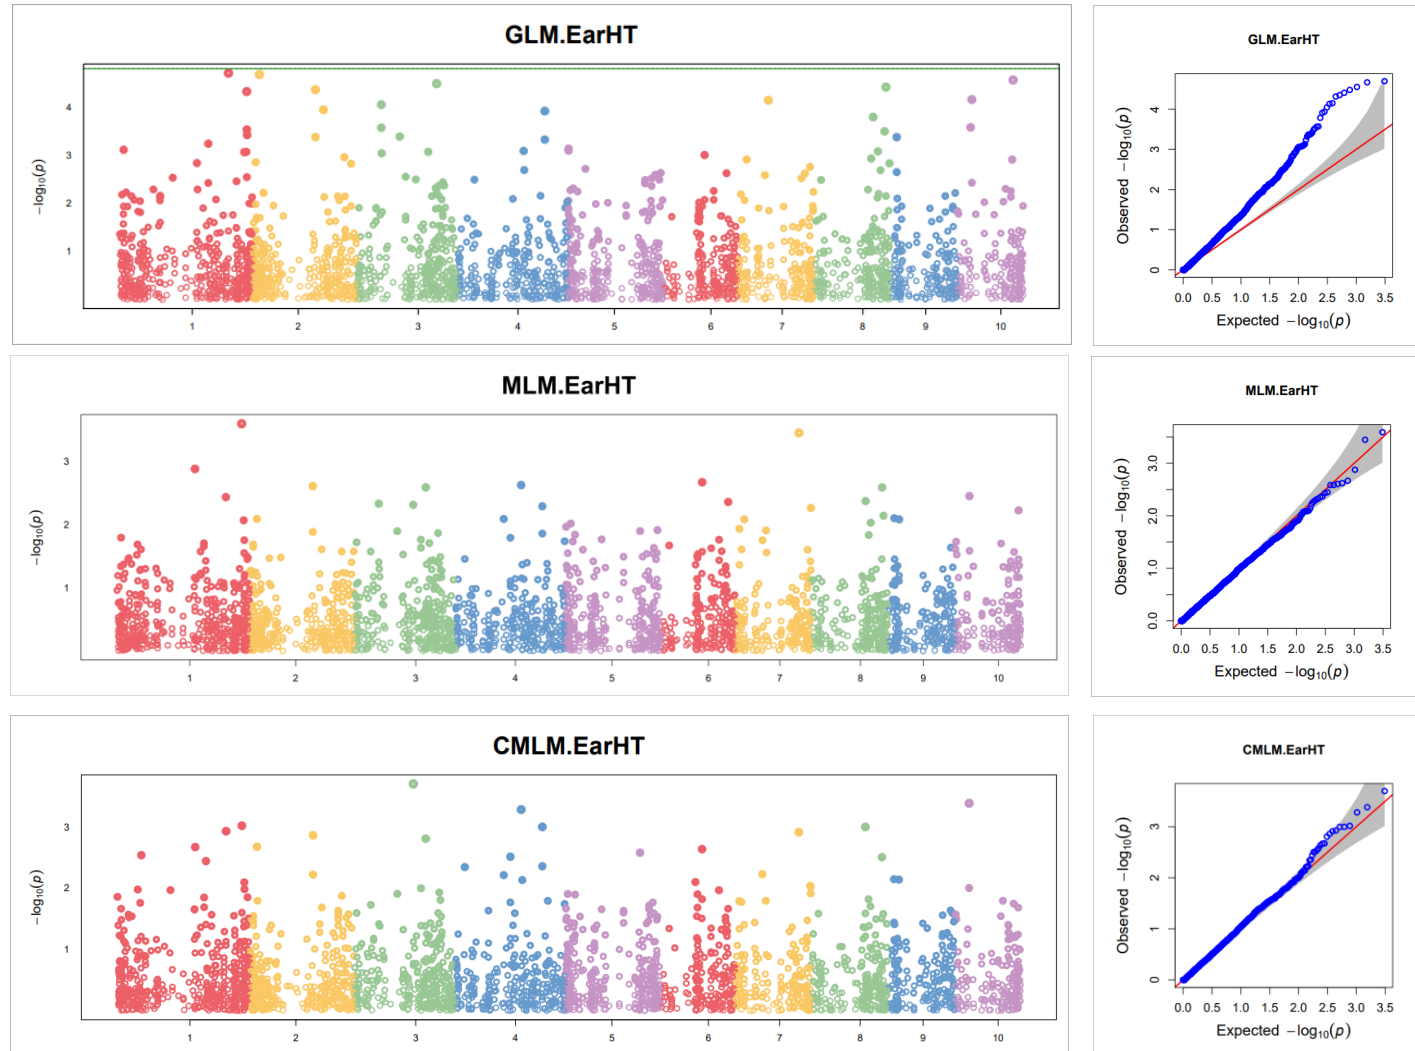 GLM.EarHT
−log₁₀(p)
4
3
2
1
1 2 3 4 5 6 7 8 9 10
GLM.EarHT
Observed −log₁₀(p)
4
3
2
1
0
0.0 0.5 1.0 1.5 2.0 2.5 3.0 3.5
Expected −log₁₀(p)
MLM.EarHT
−log₁₀(p)
3
2
1
1 2 3 4 5 6 7 8 9 10
MLM.EarHT
Observed −log₁₀(p)
3.0
2.0
1.0
0.0
0.0 0.5 1.0 1.5 2.0 2.5 3.0 3.5
Expected −log₁₀(p)
CMLM.EarHT
−log₁₀(p)
3
2
1
1 2 3 4 5 6 7 8 9 10
CMLM.EarHT
Observed −log₁₀(p)
3
2
1
0
0.0 0.5 1.0 1.5 2.0 2.5 3.0 3.5
Expected −log₁₀(p)